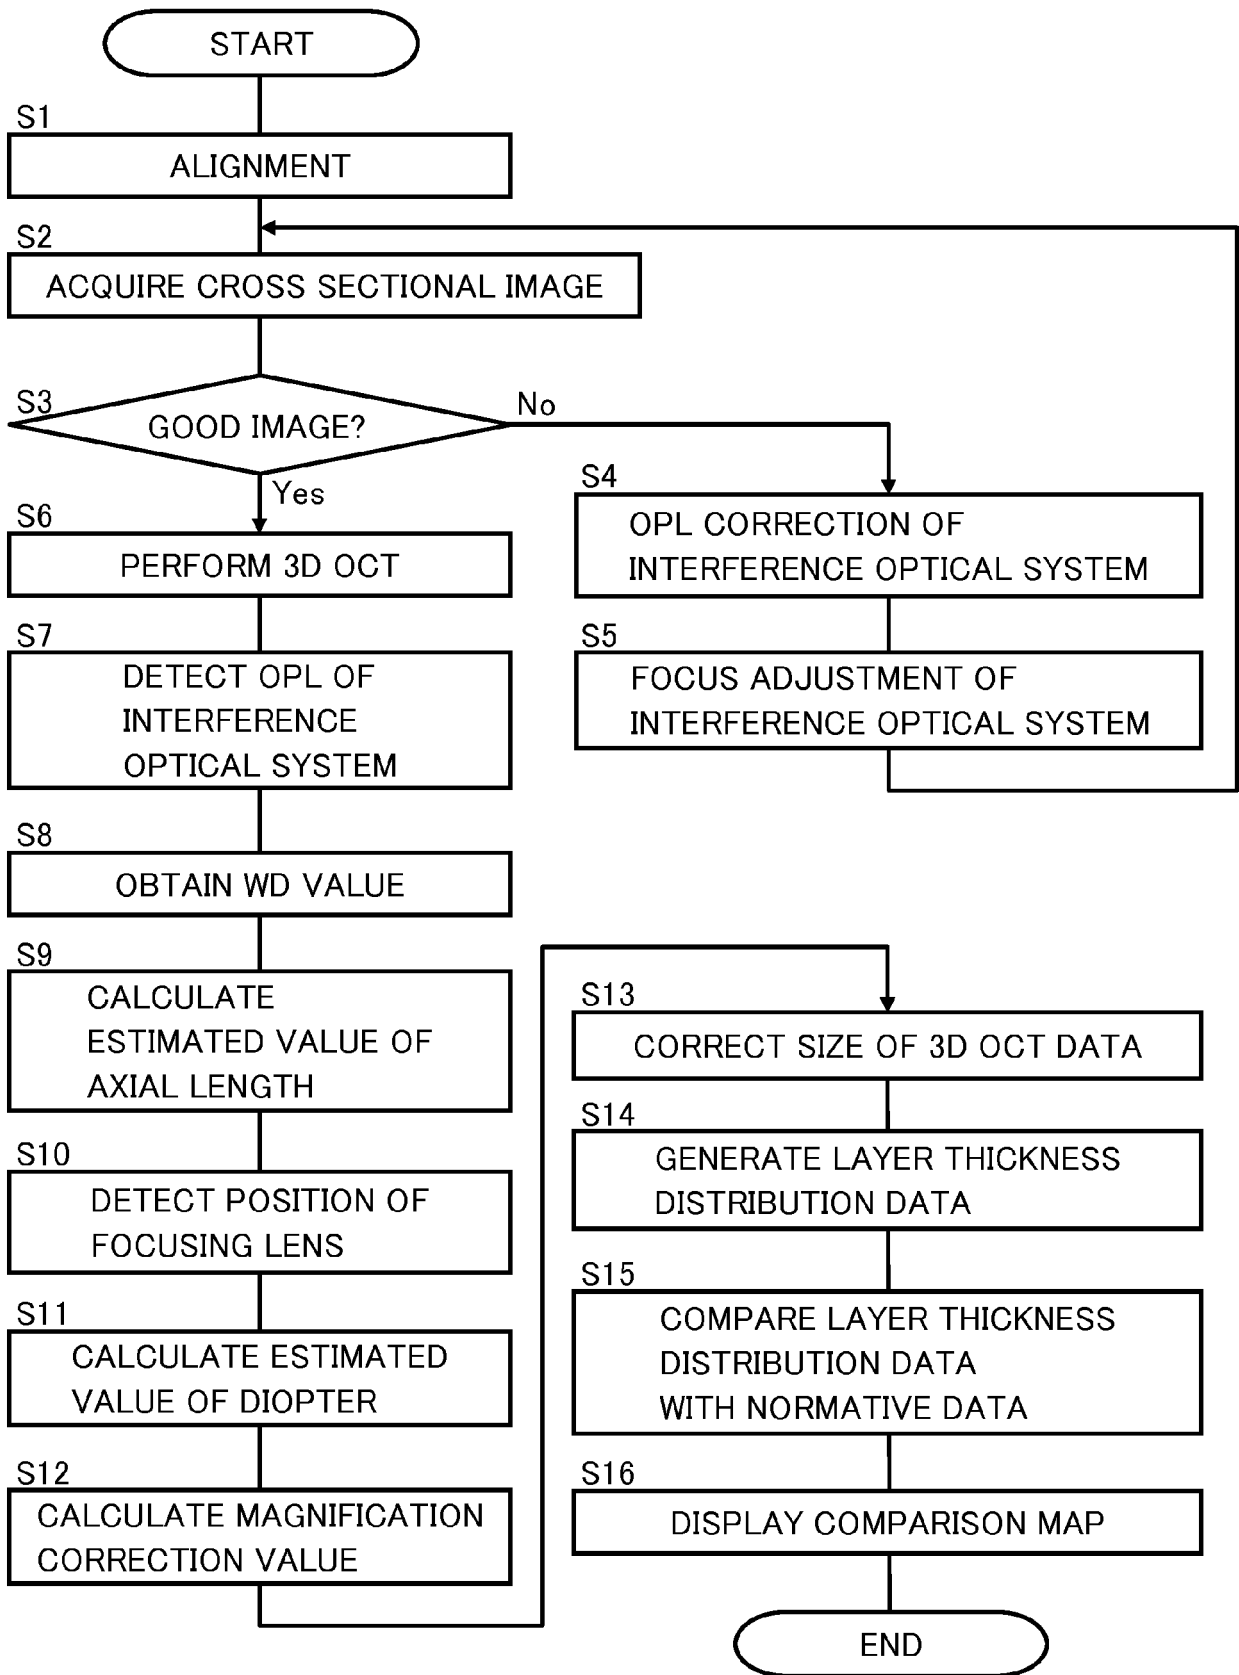 START
S1
ALIGNMENT
S2
ACQUIRE CROSS SECTIONAL IMAGE
S3
GOOD IMAGE?
No
Yes
S4
OPL CORRECTION OF
INTERFERENCE OPTICAL SYSTEM
S5
FOCUS ADJUSTMENT OF
INTERFERENCE OPTICAL SYSTEM
S6
PERFORM 3D OCT
S7
DETECT OPL OF
INTERFERENCE
OPTICAL SYSTEM
S8
OBTAIN WD VALUE
S9
CALCULATE
ESTIMATED VALUE OF
AXIAL LENGTH
S10
DETECT POSITION OF
FOCUSING LENS
S11
CALCULATE ESTIMATED
VALUE OF DIOPTER
S12
CALCULATE MAGNIFICATION
CORRECTION VALUE
S13
CORRECT SIZE OF 3D OCT DATA
S14
GENERATE LAYER THICKNESS
DISTRIBUTION DATA
S15
COMPARE LAYER THICKNESS
DISTRIBUTION DATA
WITH NORMATIVE DATA
S16
DISPLAY COMPARISON MAP
END